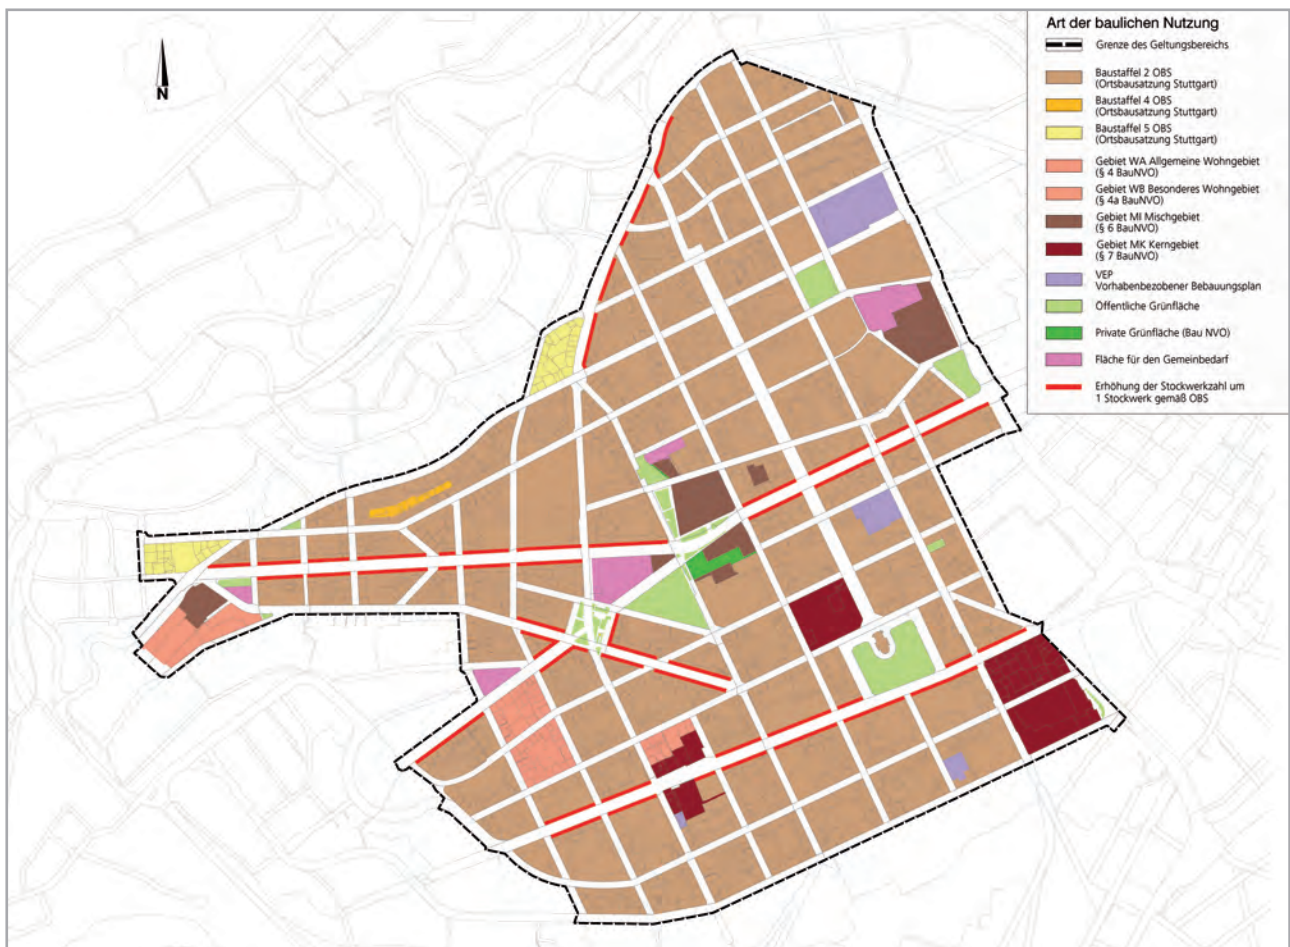 Art der baulichen Nutzung
Grenze des Geltungsbereichs
Baustaffel 2 OBS
(Ortsbausatzung Stuttgart)
Baustaffel 4 OBS
(Ortsbausatzung Stuttgart)
Baustaffel 5 OBS
(Ortsbausatzung Stuttgart)
Gebiet WA Allgemeine Wohngebiet
(§ 4 BauNVO)
Gebiet WB Besonderes Wohngebiet
(§ 4a BauNVO)
Gebiet MI Mischgebiet
(§ 6 BauNVO)
Gebiet MK Kerngebiet
(§ 7 BauNVO)
VEP
Vorhabenbezobener Bebauungsplan
Öffentliche Grünfläche
Private Grünfläche (Bau NVO)
Fläche für den Gemeinbedarf
Erhöhung der Stockwerkzahl um
1 Stockwerk gemäß OBS
N